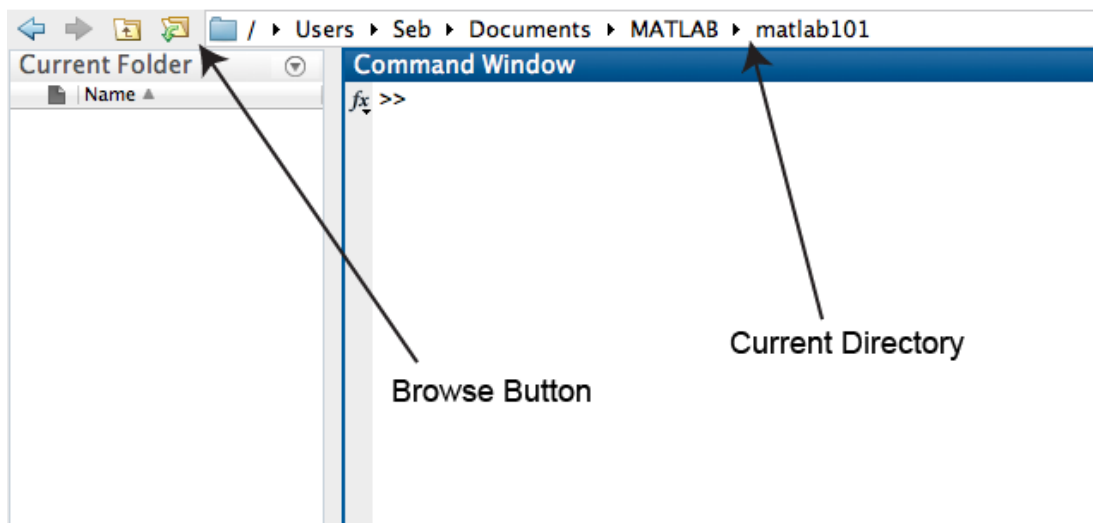 / ▸ Users ▸ Seb ▸ Documents ▸ MATLAB ▸ matlab101
Current Folder
Command Window
Name
fx >>
Current Directory
Browse Button